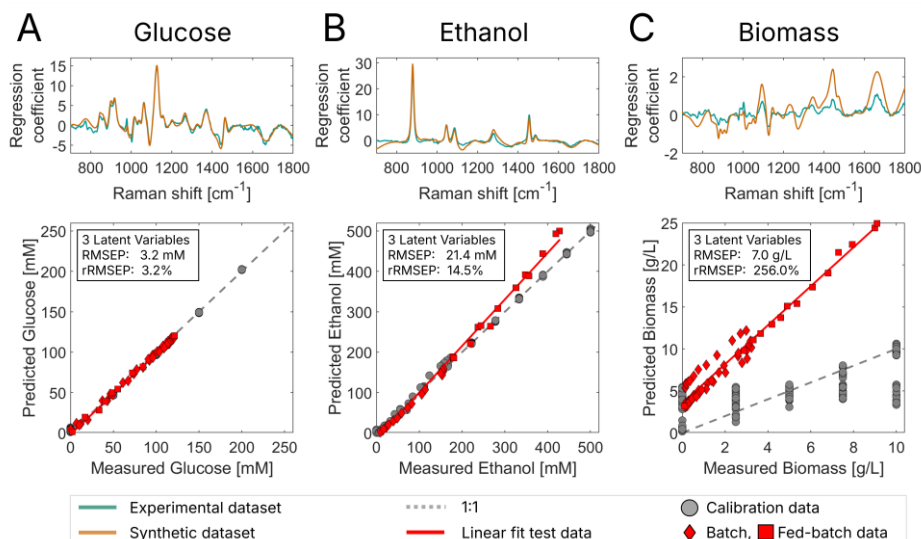 A Glucose
B Ethanol
C Biomass
Regression
coefficient
15
10
5
0
-5
800 1000 1200 1400 1600 1800
Raman shift [cm-1]
Regression
coefficient
30
20
10
0
800 1000 1200 1400 1600 1800
Raman shift [cm-1]
Regression
coefficient
2
0
-2
800 1000 1200 1400 1600 1800
Raman shift [cm-1]
Predicted Glucose [mM]
250
200
150
100
50
0
3 Latent Variables
RMSEP: 3.2 mM
rRMSEP: 3.2%
0 50 100 150 200 250
Measured Glucose [mM]
Predicted Ethanol [mM]
500
400
300
200
100
0
3 Latent Variables
RMSEP: 21.4 mM
rRMSEP: 14.5%
0 100 200 300 400 500
Measured Ethanol [mM]
Predicted Biomass [g/L]
25
20
15
10
5
0
3 Latent Variables
RMSEP: 7.0 g/L
rRMSEP: 256.0%
0 2 4 6 8 10
Measured Biomass [g/L]
Experimental dataset
Synthetic dataset
1:1
Linear fit test data
Calibration data
Batch, Fed-batch data